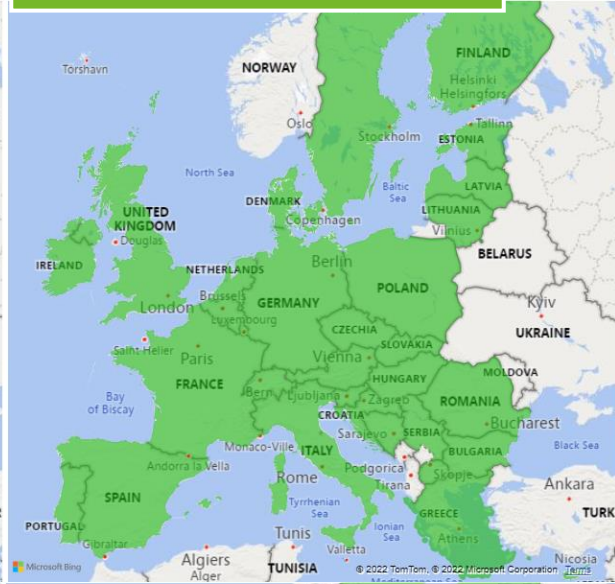 FINLAND
Tórshavn
NORWAY
Helsinki
Helsingfors
Oslo
Tallinn
Stockholm
ESTONIA
North Sea
Baltic
Sea
LATVIA
DENMARK
Copenhagen
LITHUANIA
UNITED
KINGDOM
Vilnius
Douglas
BELARUS
IRELAND
NETHERLANDS
Berlin
POLAND
London
Brussels
GERMANY
Kyiv
Luxembourg
CZECHIA
UKRAINE
Saint Helier
Paris
SLOVAKIA
Vienna
FRANCE
HUNGARY
MOLDOVA
Bay
of Biscay
Bern
Ljubljana
Zagreb
ROMANIA
CROATIA
Bucharest
Sarajevo
SERBIA
Monaco-Ville
ITALY
BULGARIA
Black Sea
Andorra la Vella
Podgorica
Skopje
Rome
Tirana
Ankara
SPAIN
Tyrrhenian
Sea
TURK
PORTUGAL
Ionian
Sea
GREECE
Athens
Gibraltar
Tunis
Valletta
Algiers
Alger
TUNISIA
Nicosia
Microsoft Bing
© 2022 TomTom, © 2022 Microsoft Corporation Terms
Mediterranean Sea